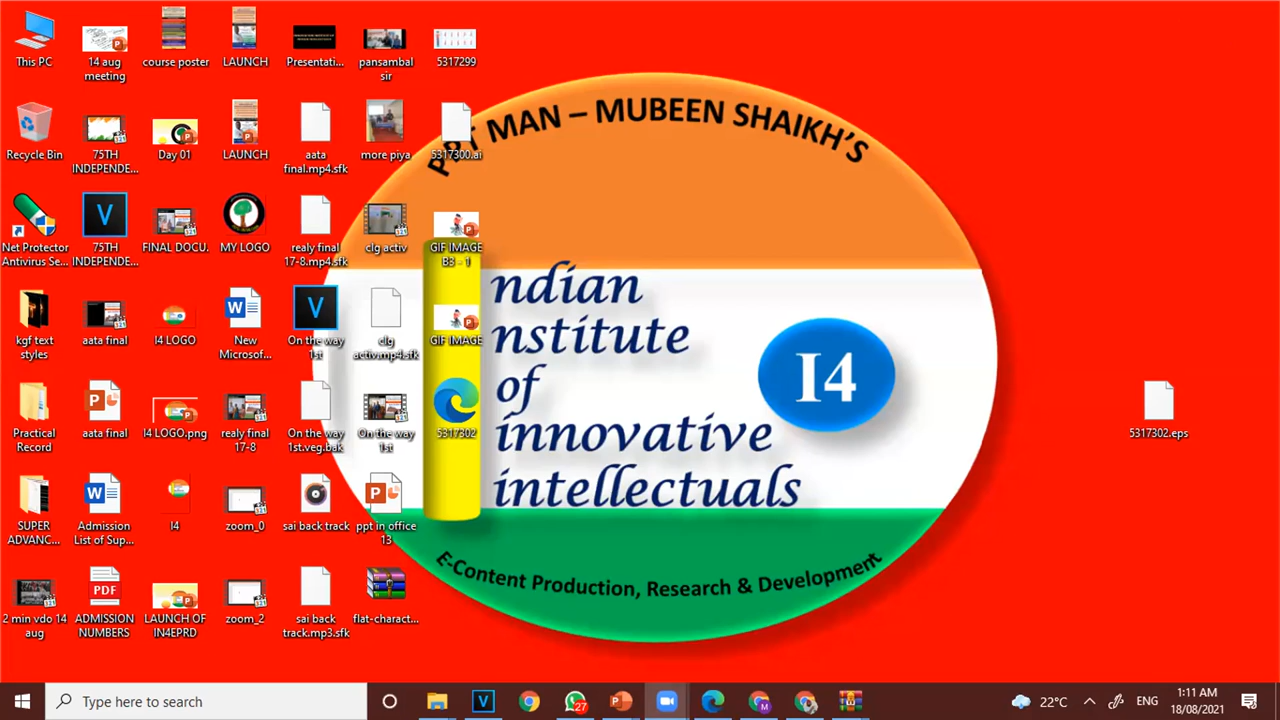 This PC
14 aug
meeting
course poster
LAUNCH
Presentati...
pansambal
sir
5317299
Recycle Bin
75TH
INDEPENDE...
Day 01
LAUNCH
aata
final.mp4.sfk
more piya
5317300.ai
Net Protector
Antivirus Se...
75TH
INDEPENDE...
FINAL DOCU.
MY LOGO
realy final
17-8.mp4.sfk
clg activ
GIF IMAGE
B3 - 1
kgf text
styles
aata final
I4 LOGO
New
Microsof...
On the way
1st
clg
activ.mp4.sfk
GIF IMAGE
Practical
Record
aata final
I4 LOGO.png
realy final
17-8
On the way
1st.veg.bak
On the way
1st
5317302
SUPER
ADVANC...
Admission
List of Sup...
I4
zoom_0
sai back track
ppt in office
13
2 min vdo 14
aug
ADMISSION
NUMBERS
LAUNCH OF
IN4EPRD
zoom_2
sai back
track.mp3.sfk
flat-charact...
5317302.eps
PPT MAN – MUBEEN SHAIKH'S
ndian
nstitute
of
innovative
intellectuals
I4
E-Content Production, Research & Development
Type here to search
27
22°C
ENG
1:11 AM
18/08/2021